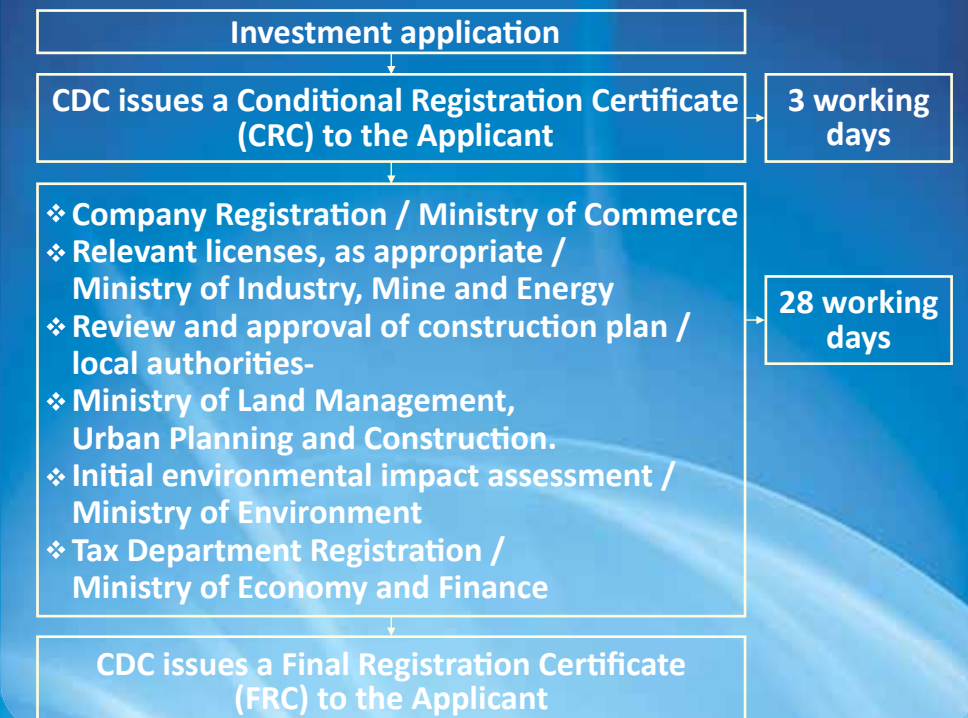 Investment application
CDC issues a Conditional Registration Certificate
(CRC) to the Applicant
3 working
days
❖ Company Registration / Ministry of Commerce
❖ Relevant licenses, as appropriate /
Ministry of Industry, Mine and Energy
❖ Review and approval of construction plan /
local authorities-
❖ Ministry of Land Management,
Urban Planning and Construction.
❖ Initial environmental impact assessment /
Ministry of Environment
❖ Tax Department Registration /
Ministry of Economy and Finance
28 working
days
CDC issues a Final Registration Certificate
(FRC) to the Applicant